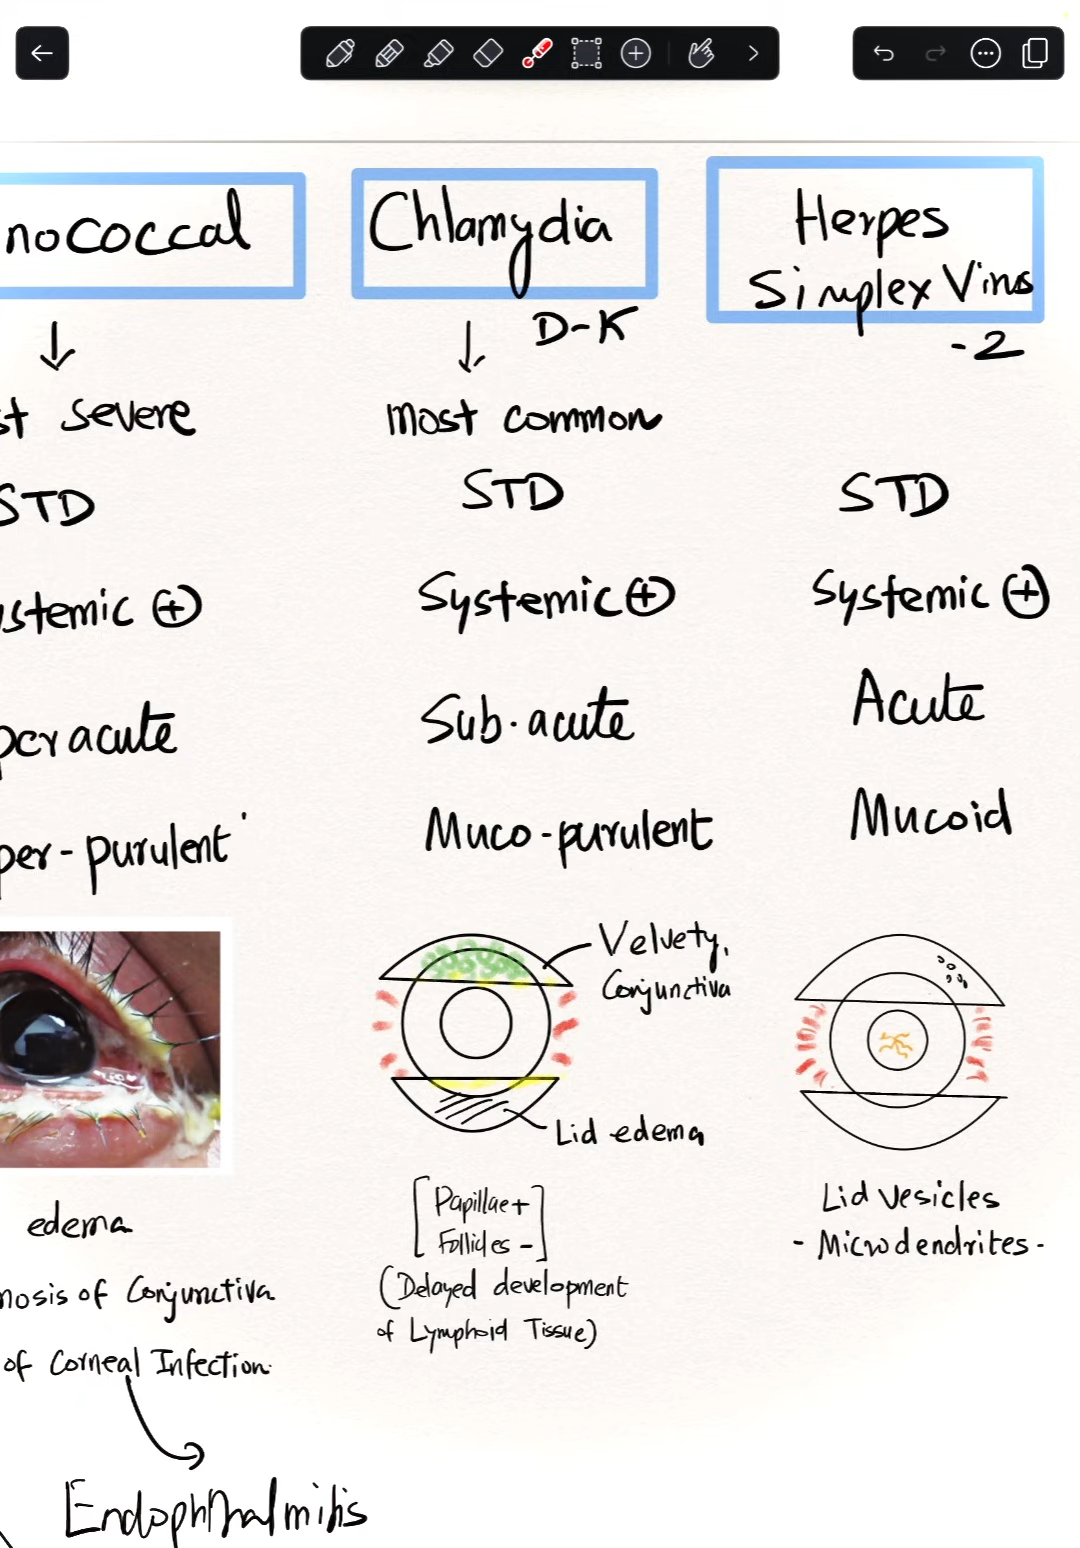 nococcal
st severe
STD
ystemic (+)
peracute
per-purulent
edema
nosis of Conjunctiva
of Corneal Infection
Endophthalmitis
Chlamydia
D-K
most common
STD
Systemic (+)
Sub-acute
Muco-purulent
Velvety,
Conjunctiva
Lid edema
[Papillae +
Follicles -]
(Delayed development
of Lymphoid Tissue)
Herpes
Simplex Virus
-2
STD
Systemic (+)
Acute
Mucoid
Lid vesicles
- Microdendrites -